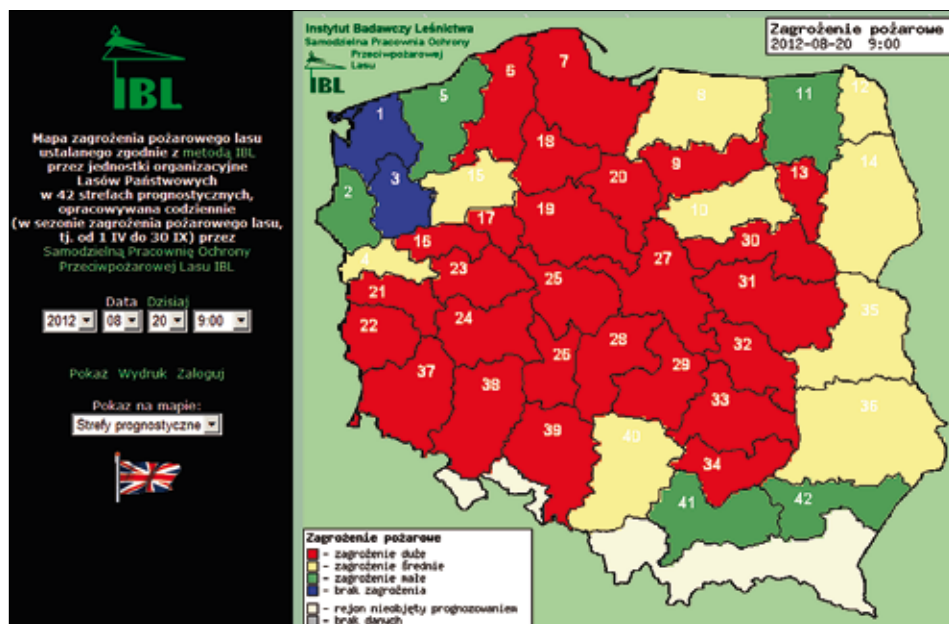 IBL
Mapa zagrożenia pożarowego lasu
ustalanego zgodnie z metodą IBL
przez jednostki organizacyjne
Lasów Państwowych
w 42 strefach prognostycznych,
opracowywana codziennie
(w sezonie zagrożenia pożarowego lasu,
tj. od 1 IV do 30 IX) przez
Samodzielną Pracownię Ochrony
Przeciwpożarowej Lasu IBL
Data Dzisiaj
2012 08 20 9:00
Pokaż Wydruk Zaloguj
Pokaż na mapie:
Strefy prognostyczne
Instytut Badawczy Leśnictwa
Samodzielna Pracownia Ochrony
Przeciwpożarowej
Lasu
IBL
Zagrożenie pożarowe
2012-08-20 9:00
1
2
3
4
5
6
7
8
9
10
11
12
13
14
15
16
17
18
19
20
21
22
23
24
25
26
27
28
29
30
31
32
33
34
35
36
37
38
39
40
41
42
Zagrożenie pożarowe
- zagrożenie duże
- zagrożenie średnie
- zagrożenie małe
- brak zagrożenia
- rejon nieobjęty prognozowaniem
- brak danych